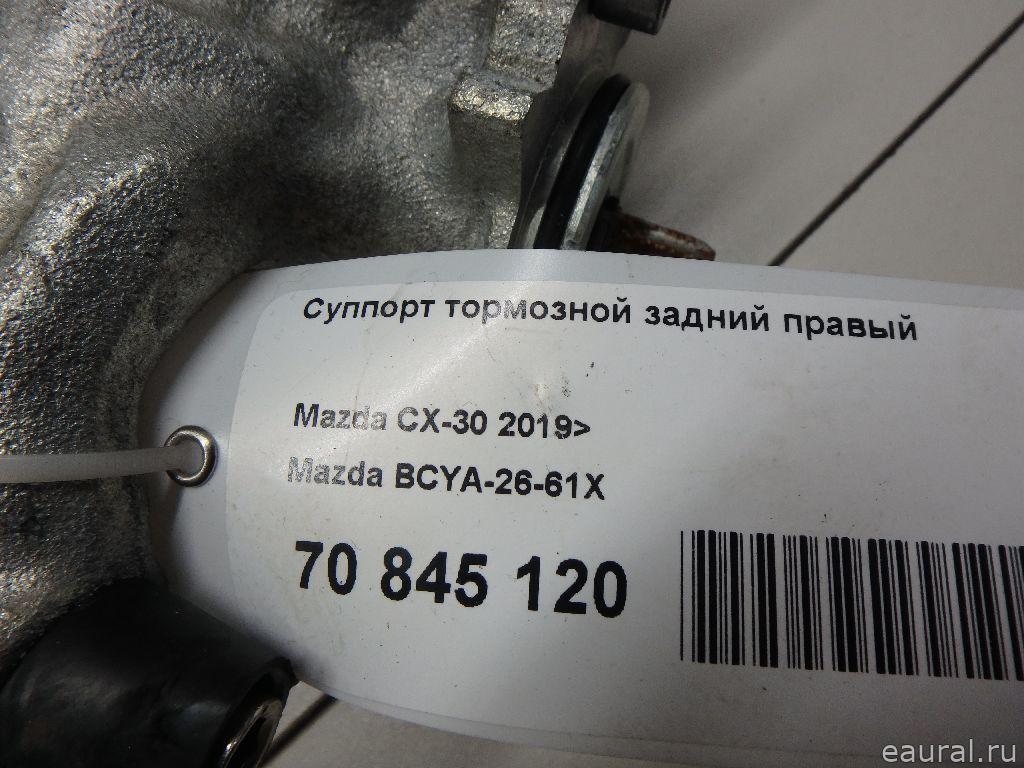 Суппорт тормозной задний правый
Mazda CX-30 2019>
Mazda BCYA-26-61X
70 845 120
eaural.ru